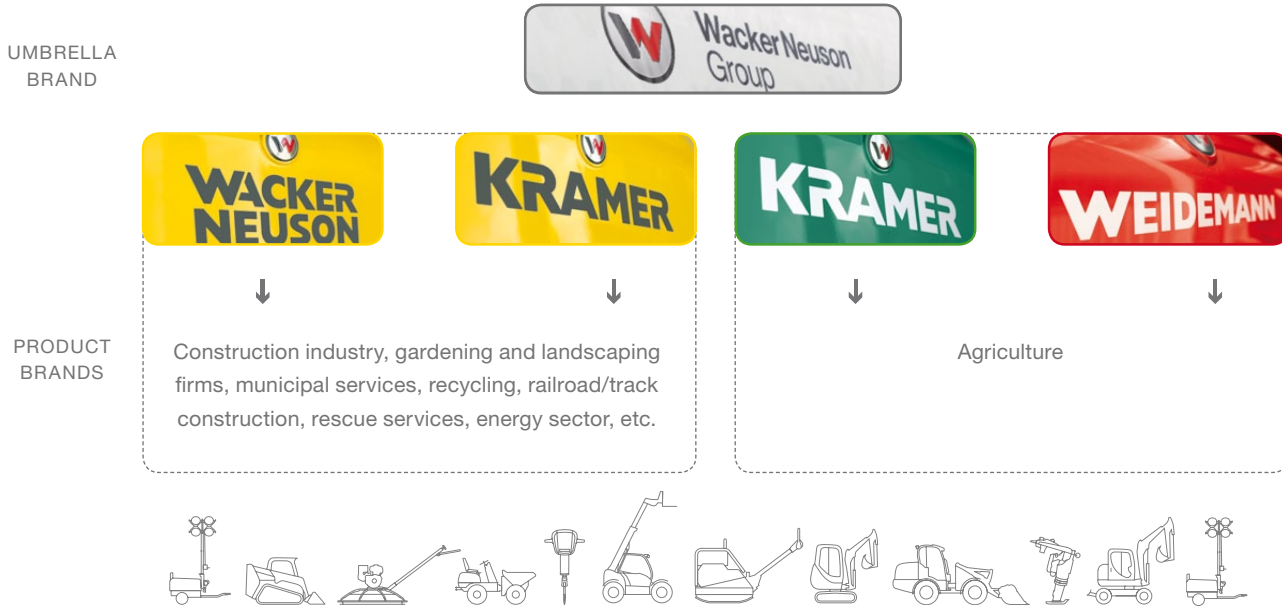 UMBRELLA
BRAND
Wacker Neuson
Group
WACKER
NEUSON
KRAMER
KRAMER
WEIDEMANN
PRODUCT
BRANDS
Construction industry, gardening and landscaping
firms, municipal services, recycling, railroad/track
construction, rescue services, energy sector, etc.
Agriculture